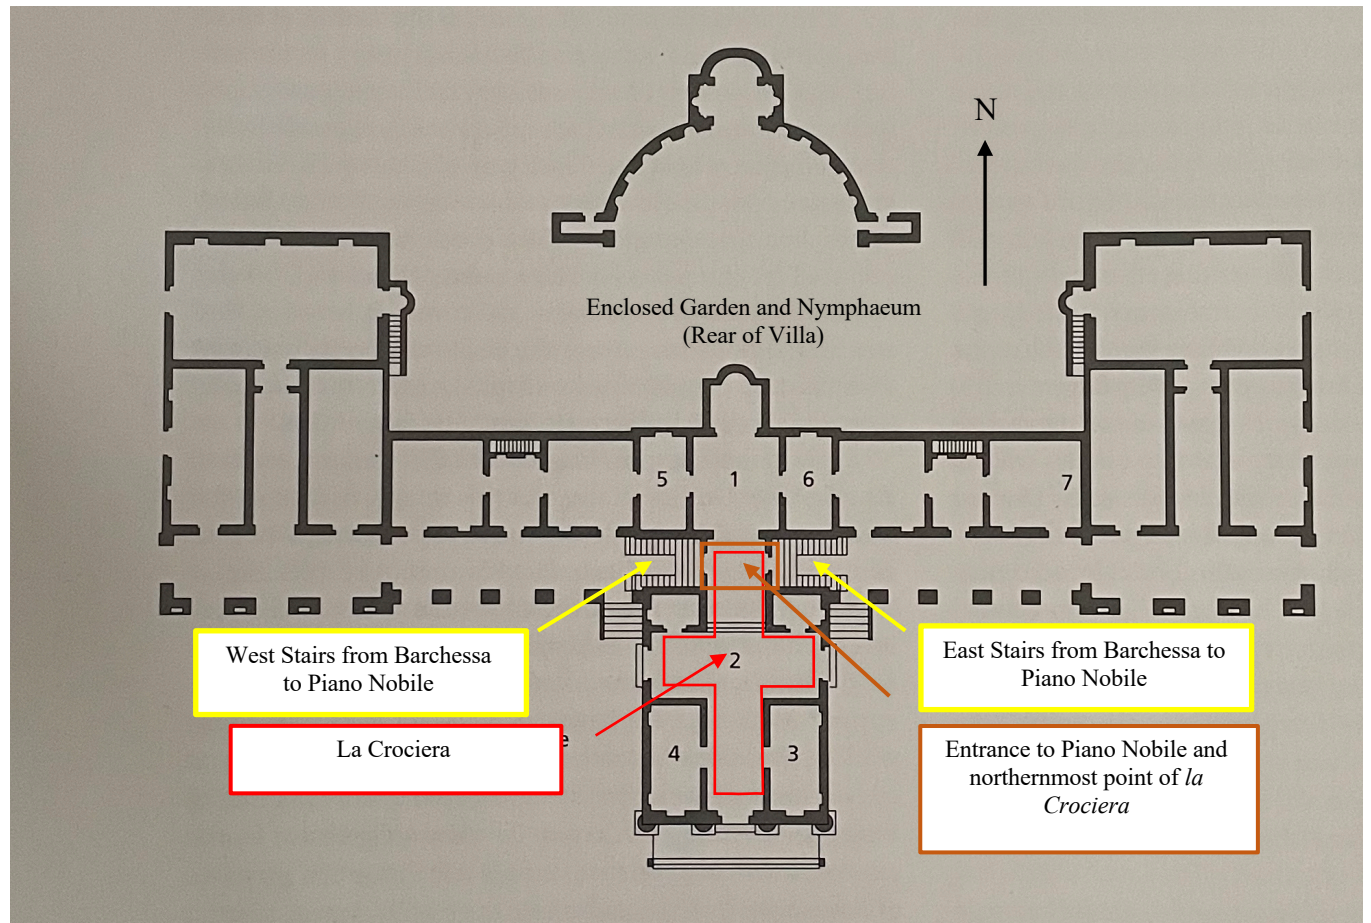 N
Enclosed Garden and Nymphaeum
(Rear of Villa)
5
1
6
7
2
West Stairs from Barchessa
to Piano Nobile
East Stairs from Barchessa to
Piano Nobile
La Crociera
e
4
3
Entrance to Piano Nobile and
northernmost point of la
Crociera